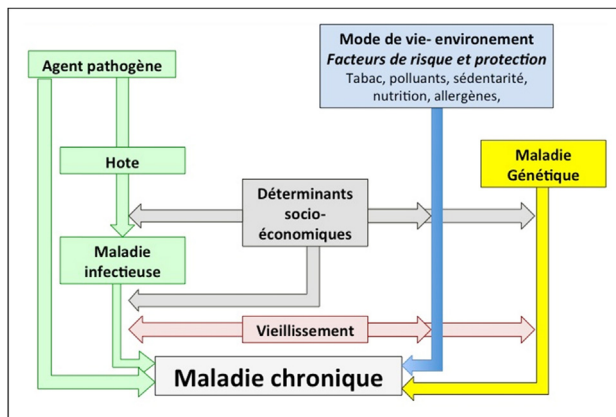 Agent pathogène
Mode de vie- environement
Facteurs de risque et protection
Tabac, polluants, sédentarité,
nutrition, allergènes,
Hote
Maladie
Génétique
Déterminants
socio-
économiques
Maladie
infectieuse
Vieillissement
Maladie chronique